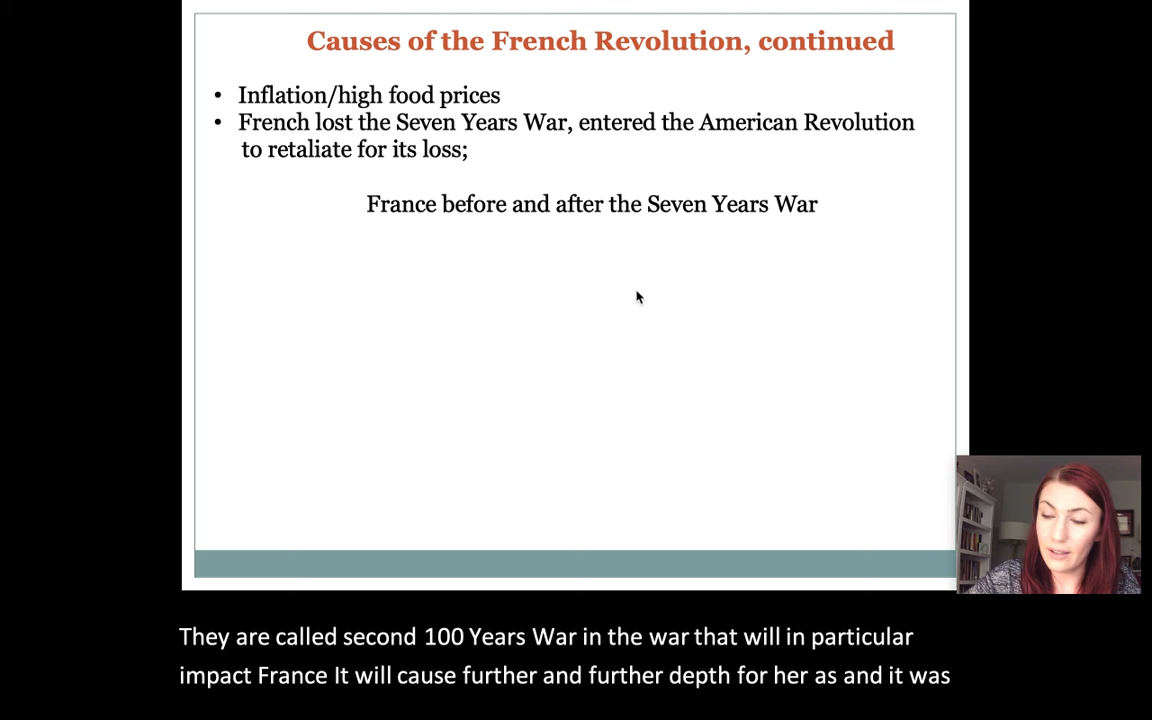 Causes of the French Revolution, continued
• Inflation/high food prices
• French lost the Seven Years War, entered the American Revolution
to retaliate for its loss;
France before and after the Seven Years War
They are called second 100 Years War in the war that will in particular
impact France It will cause further and further depth for her as and it was